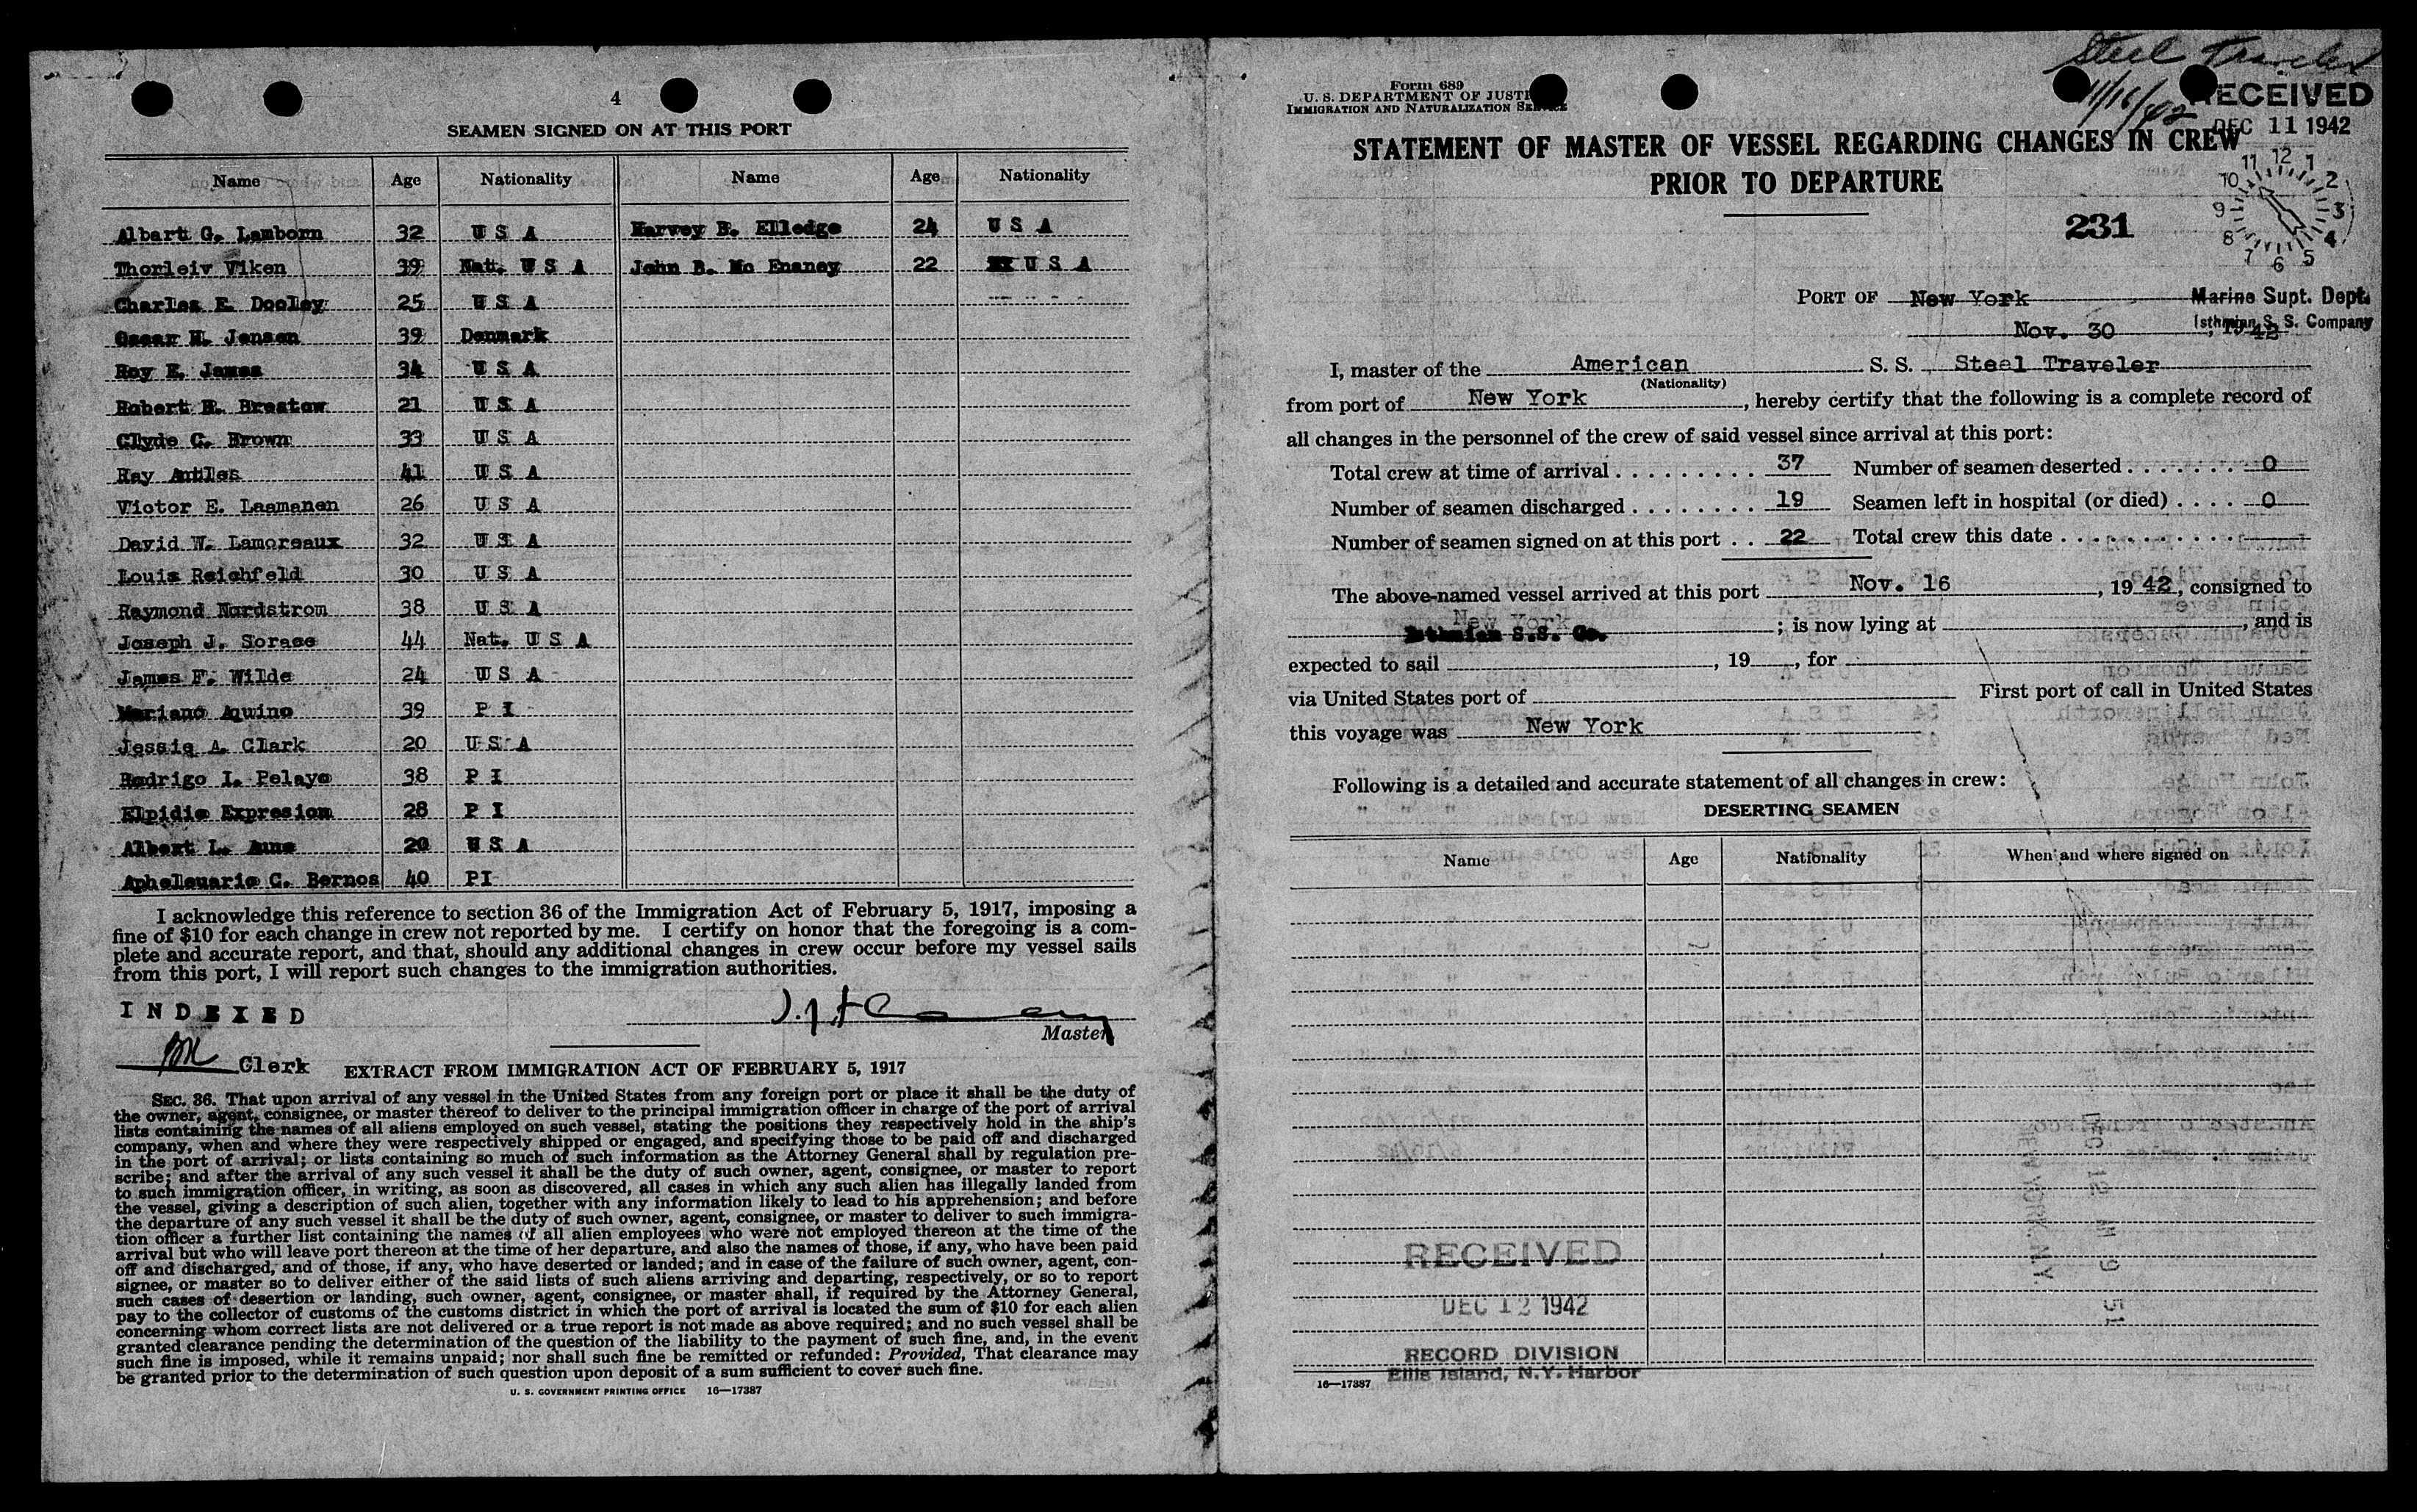 4
SEAMEN SIGNED ON AT THIS PORT
Name Age Nationality Name Age Nationality
Albart G. Lamborn 32 U S A Harvey B. Elledge 24 U S A
Thorleiv Viken 39 Nat. U S A John B. Mc Enaney 22 U S A
Charles E. Dooley 25 U S A
Oscar H. Jensen 39 Denmark
Roy E. James 34 U S A
Robert R. Brestow 21 U S A
Clyde C. Brown 33 U S A
Ray Antles 41 U S A
Victor E. Laamanen 26 U S A
David W. Lamoreaux 32 U S A
Louis Reichfeld 30 U S A
Raymond Nordstrom 38 U S A
Joseph J. Sorace 44 Nat. U S A
James F. Wilde 24 U S A
Mariano Aquino 39 P I
Jessie A. Clark 20 U S A
Rodrigo I. Pelayo 38 P I
Elpidio Expresion 28 P I
Albert L. Aune 20 U S A
Apheleuario C. Bernos 40 PI
I acknowledge this reference to section 36 of the Immigration Act of February 5, 1917, imposing a
fine of $10 for each change in crew not reported by me. I certify on honor that the foregoing is a com-
plete and accurate report, and that, should any additional changes in crew occur before my vessel sails
from this port, I will report such changes to the immigration authorities.
INDEXED
Master
Clerk
EXTRACT FROM IMMIGRATION ACT OF FEBRUARY 5, 1917
SEC. 36. That upon arrival of any vessel in the United States from any foreign port or place it shall be the duty of
the owner, agent, consignee, or master thereof to deliver to the principal immigration officer in charge of the port of arrival
lists containing the names of all aliens employed on such vessel, stating the positions they respectively hold in the ship's
company, when and where they were respectively shipped or engaged, and specifying those to be paid off and discharged
in the port of arrival; or lists containing so much of such information as the Attorney General shall by regulation pre-
scribe; and after the arrival of any such vessel it shall be the duty of such owner, agent, consignee, or master to report
to such immigration officer, in writing, as soon as discovered, all cases in which any such alien has illegally landed from
the vessel, giving a description of such alien, together with any information likely to lead to his apprehension; and before
the departure of any such vessel it shall be the duty of such owner, agent, consignee, or master to deliver to such immigra-
tion officer a further list containing the names of all alien employees who were not employed thereon at the time of the
arrival but who will leave port thereon at the time of her departure, and also the names of those, if any, who have been paid
off and discharged, and of those, if any, who have deserted or landed; and in case of the failure of such owner, agent, con-
signee, or master so to deliver either of the said lists of such aliens arriving and departing, respectively, or so to report
such cases of desertion or landing, such owner, agent, consignee, or master shall, if required by the Attorney General,
pay to the collector of customs of the customs district in which the port of arrival is located the sum of $10 for each alien
concerning whom correct lists are not delivered or a true report is not made as above required; and no such vessel shall be
granted clearance pending the determination of the question of the liability to the payment of such fine, and, in the event
such fine is imposed, while it remains unpaid; nor shall such fine be remitted or refunded: Provided, That clearance may
be granted prior to the determination of such question upon deposit of a sum sufficient to cover such fine.
U. S. GOVERNMENT PRINTING OFFICE 16—17387
Steel Traveler
11/16/42
Form 689
U. S. DEPARTMENT OF JUSTI
IMMIGRATION AND NATURALIZATION SERVICE
RECEIVED
DEC 11 1942
STATEMENT OF MASTER OF VESSEL REGARDING CHANGES IN CREW
PRIOR TO DEPARTURE
12 1 2 3 4 5 6 7 8 9 10 11
231
PORT OF New York
Marine Supt. Dept.
Isthmian S. S. Company
Nov. 30, 1942
I, master of the American S. S. Steel Traveler
(Nationality)
from port of New York, hereby certify that the following is a complete record of
all changes in the personnel of the crew of said vessel since arrival at this port:
Total crew at time of arrival 37 Number of seamen deserted 0
Number of seamen discharged 19 Seamen left in hospital (or died) 0
Number of seamen signed on at this port 22 Total crew this date
The above-named vessel arrived at this port Nov. 16, 1942, consigned to
New York
Isthmian S.S. Co.; is now lying at , and is
expected to sail , 19 , for
via United States port of First port of call in United States
this voyage was New York
Following is a detailed and accurate statement of all changes in crew:
DESERTING SEAMEN
Name Age Nationality When and where signed on
RECEIVED
DEC 12 1942
RECORD DIVISION
Ellis Island, N.Y. Harbor
16—17387
DEC 12 AM 9 51
NEW YORK, N.Y.